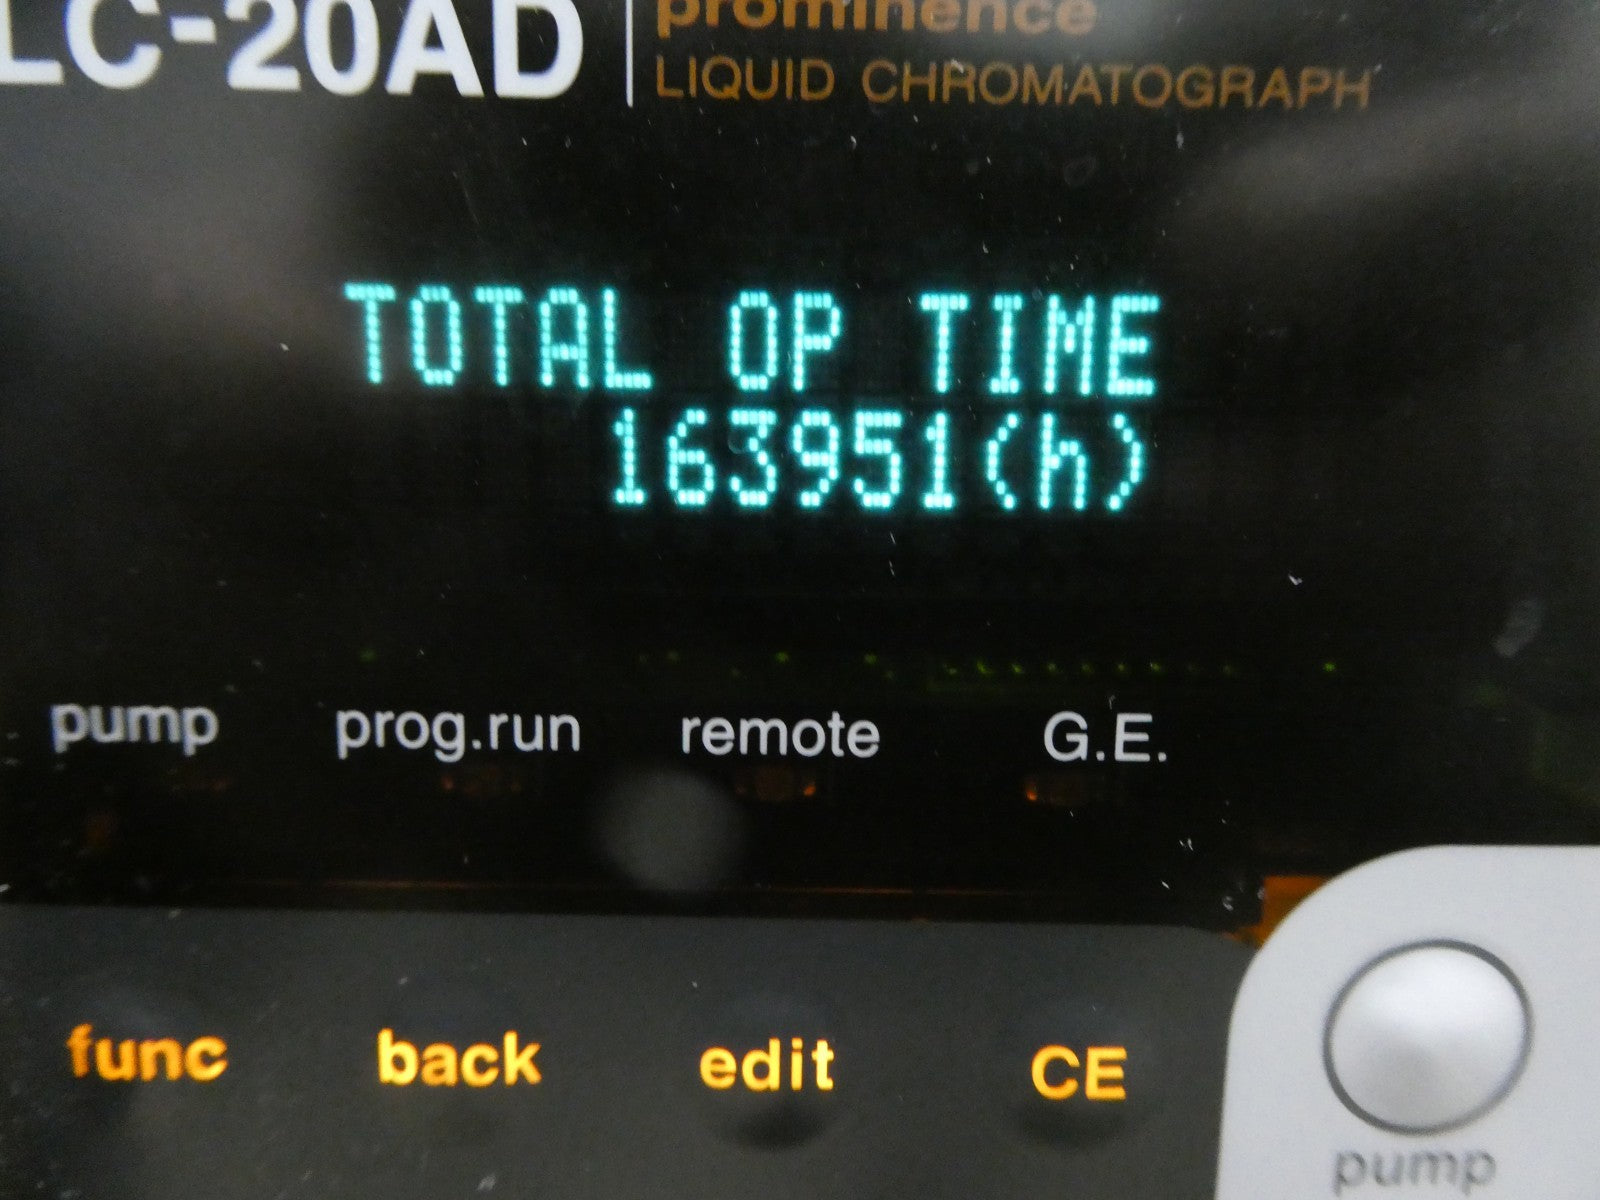 LC-20AD
prominence
LIQUID CHROMATOGRAPH
TOTAL OP TIME
163951(h)
pump prog.run remote G.E.
func back edit CE
pump